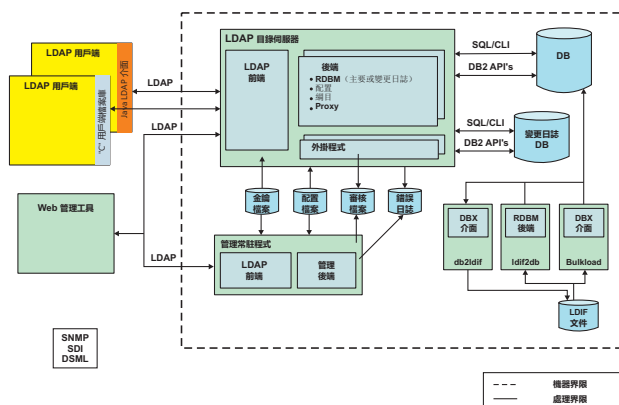 LDAP 目錄伺服器
LDAP 用戶端
Java LDAP 介面
LDAP 用戶端
"C" 用戶端檔案庫
LDAP
LDAP
LDAP
前端
後端
• RDBM（主要或變更日誌）
• 配置
• 綱目
• Proxy
外掛程式
SQL/CLI
DB2 API's
DB
SQL/CLI
DB2 API's
變更日誌
DB
金鑰
檔案
配置
檔案
審核
檔案
錯誤
日誌
Web 管理工具
LDAP
管理常駐程式
LDAP
前端
管理
後端
DBX
介面
db2ldif
RDBM
後端
ldif2db
DBX
介面
Bulkload
LDIF
文件
SNMP
SDI
DSML
機器界限
處理界限